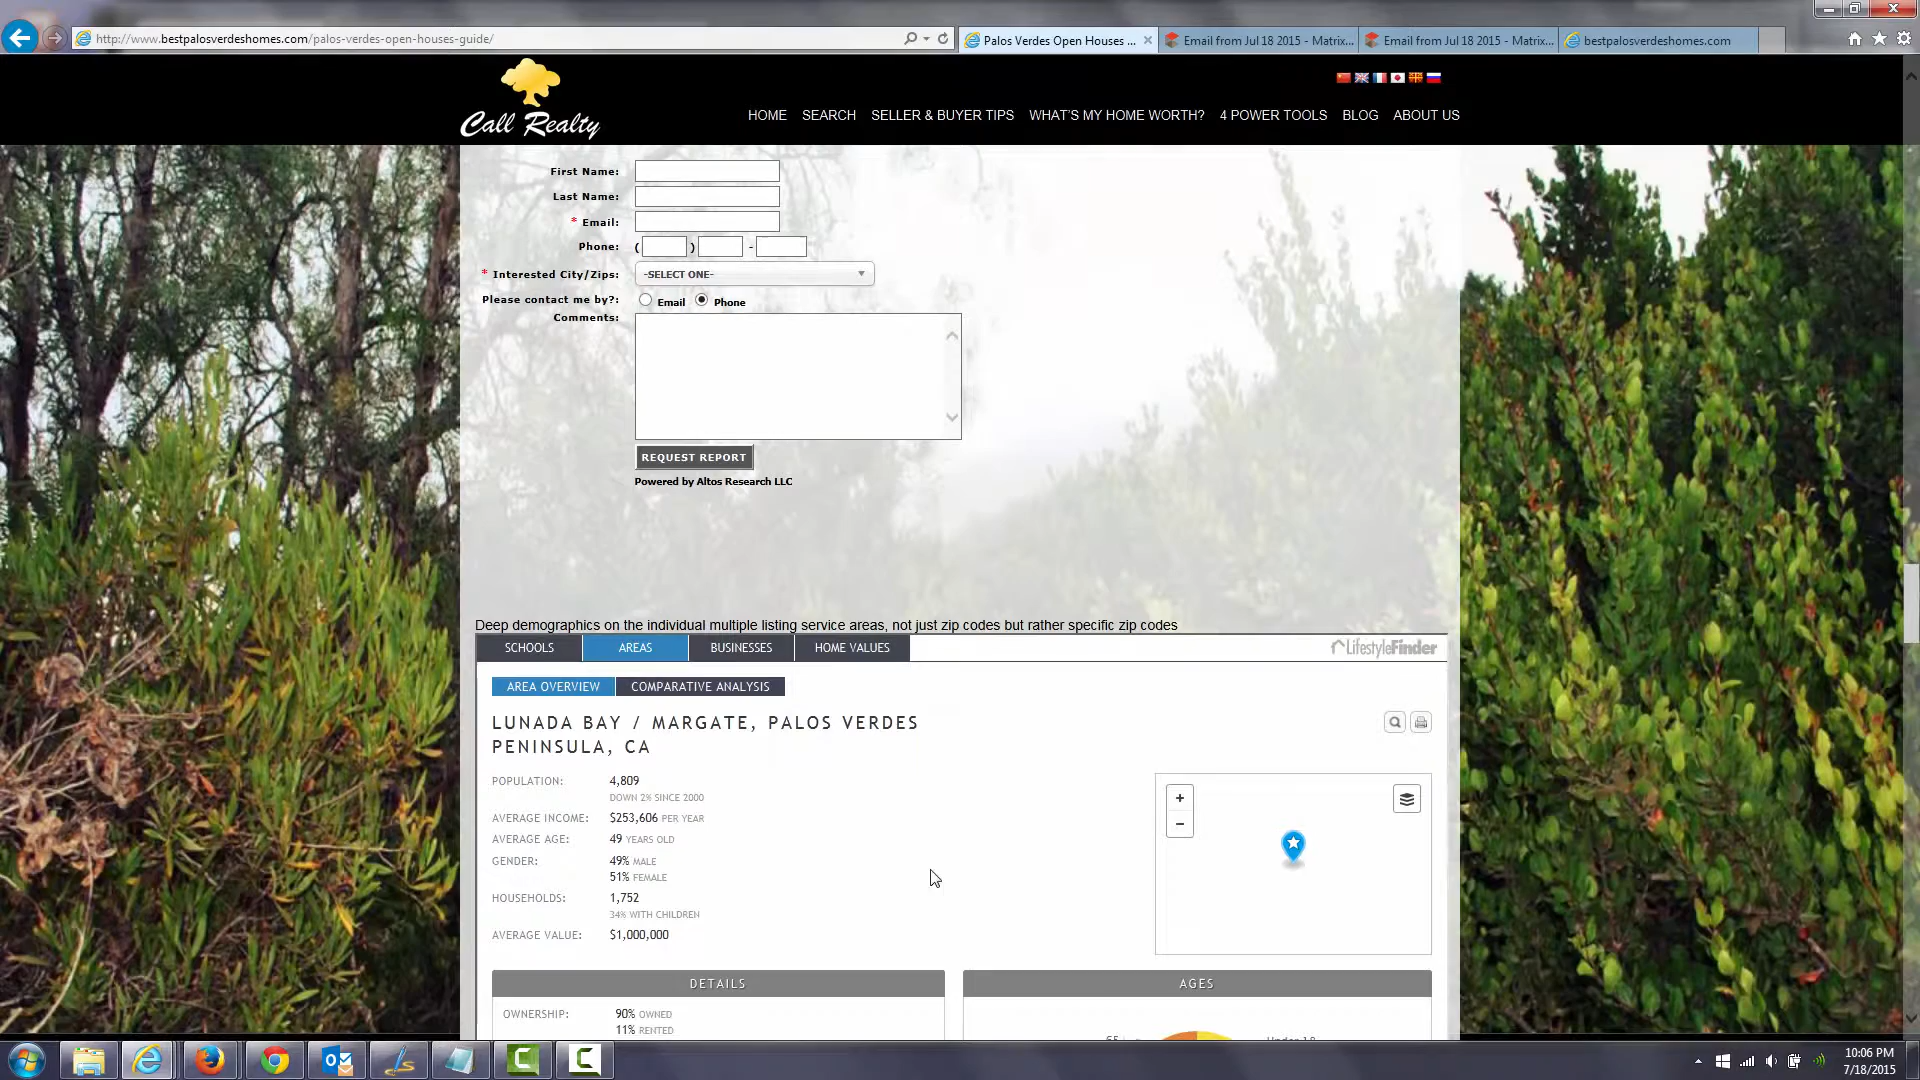 http://www.bestpalosverdeshomes.com/palos-verdes-open-houses-guide/
Palos Verdes Open Houses ...
Email from Jul 18 2015 - Matrix...
Email from Jul 18 2015 - Matrix...
bestpalosverdeshomes.com
Call Realty
HOME SEARCH SELLER & BUYER TIPS WHAT'S MY HOME WORTH? 4 POWER TOOLS BLOG ABOUT US
First Name:
Last Name:
* Email:
Phone: ( ) -
* Interested City/Zips: -SELECT ONE-
Please contact me by?: Email Phone
Comments:
REQUEST REPORT
Powered by Altos Research LLC
Deep demographics on the individual multiple listing service areas, not just zip codes but rather specific zip codes
SCHOOLS AREAS BUSINESSES HOME VALUES LifestyleFinder
AREA OVERVIEW COMPARATIVE ANALYSIS
LUNADA BAY / MARGATE, PALOS VERDES
PENINSULA, CA
POPULATION: 4,809
DOWN 2% SINCE 2000
AVERAGE INCOME: $253,606 PER YEAR
AVERAGE AGE: 49 YEARS OLD
GENDER: 49% MALE
51% FEMALE
HOUSEHOLDS: 1,752
34% WITH CHILDREN
AVERAGE VALUE: $1,000,000
+
−
DETAILS
AGES
OWNERSHIP: 90% OWNED
11% RENTED
10:06 PM
7/18/2015